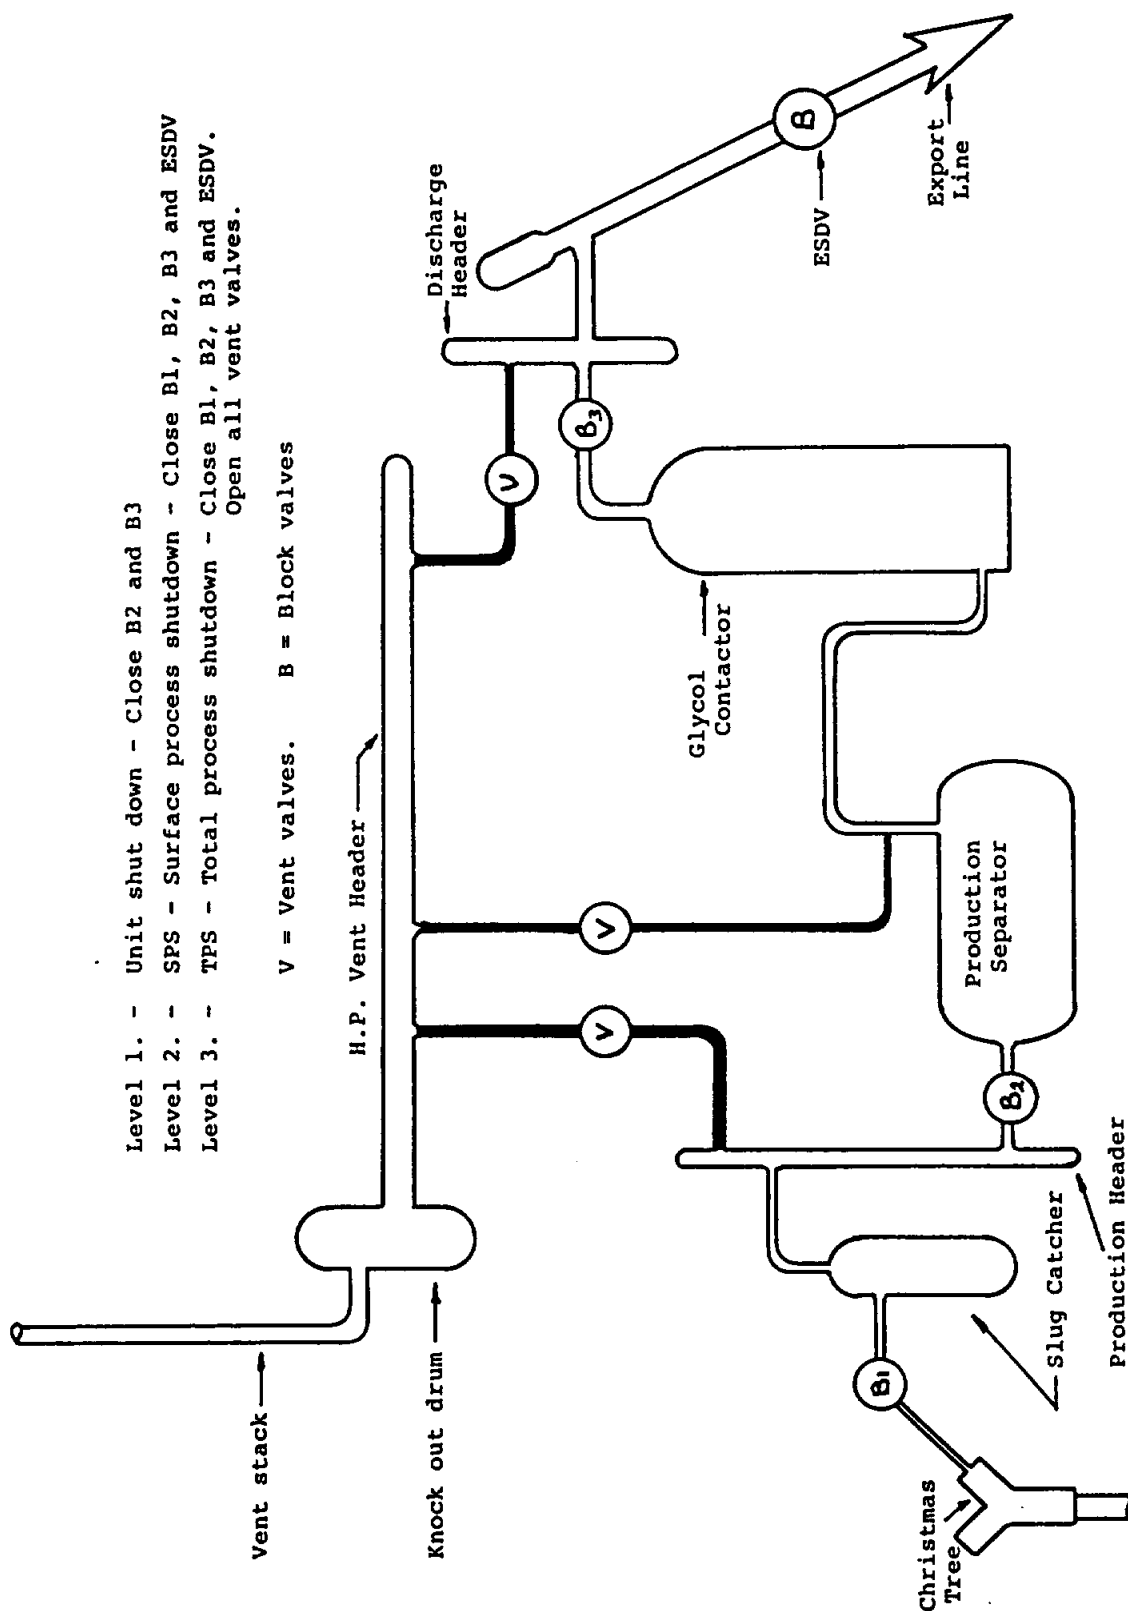 Level 1. - Unit shut down - Close B2 and B3
Level 2. - SPS - Surface process shutdown - Close B1, B2, B3 and ESDV
Level 3. - TPS - Total process shutdown - Close B1, B2, B3 and ESDV.
Open all vent valves.
V = Vent valves. B = Block valves
H.P. Vent Header
Vent stack
Knock out drum
Discharge
Header
V
V
V
B3
B
ESDV
Export
Line
Glycol
Contactor
Production
Separator
B2
B1
Christmas
Tree
Slug Catcher
Production Header